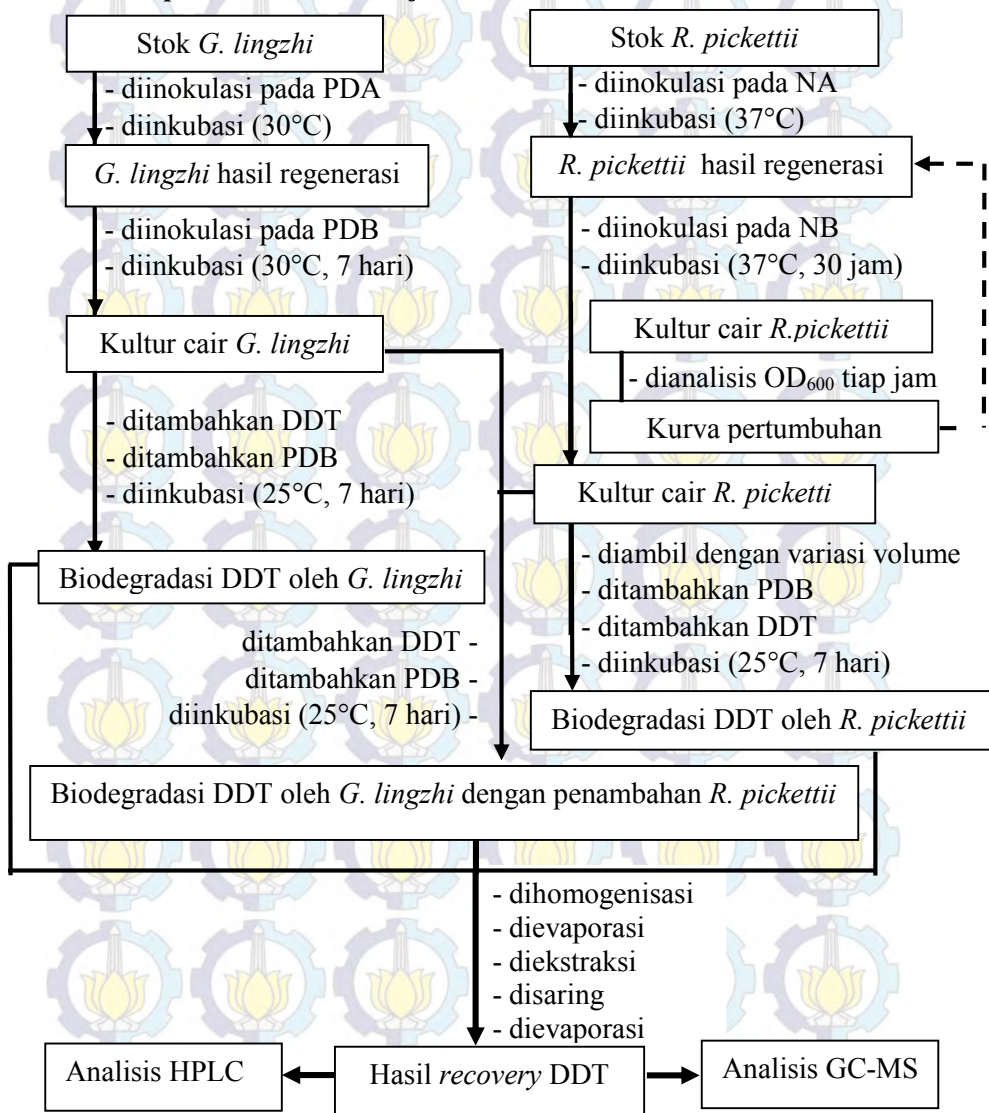 Stok G. lingzhi
- diinokulasi pada PDA
- diinkubasi (30°C)
G. lingzhi hasil regenerasi
- diinokulasi pada PDB
- diinkubasi (30°C, 7 hari)
Kultur cair G. lingzhi
- ditambahkan DDT
- ditambahkan PDB
- diinkubasi (25°C, 7 hari)
Biodegradasi DDT oleh G. lingzhi
Stok R. pickettii
- diinokulasi pada NA
- diinkubasi (37°C)
R. pickettii hasil regenerasi
- diinokulasi pada NB
- diinkubasi (37°C, 30 jam)
Kultur cair R.pickettii
- dianalisis OD₆₀₀ tiap jam
Kurva pertumbuhan
Kultur cair R. picketti
- diambil dengan variasi volume
- ditambahkan PDB
- ditambahkan DDT
- diinkubasi (25°C, 7 hari)
Biodegradasi DDT oleh R. pickettii
ditambahkan DDT -
ditambahkan PDB -
diinkubasi (25°C, 7 hari) -
Biodegradasi DDT oleh G. lingzhi dengan penambahan R. pickettii
- dihomogenisasi
- dievaporasi
- diekstraksi
- disaring
- dievaporasi
Analisis HPLC
Hasil recovery DDT
Analisis GC-MS